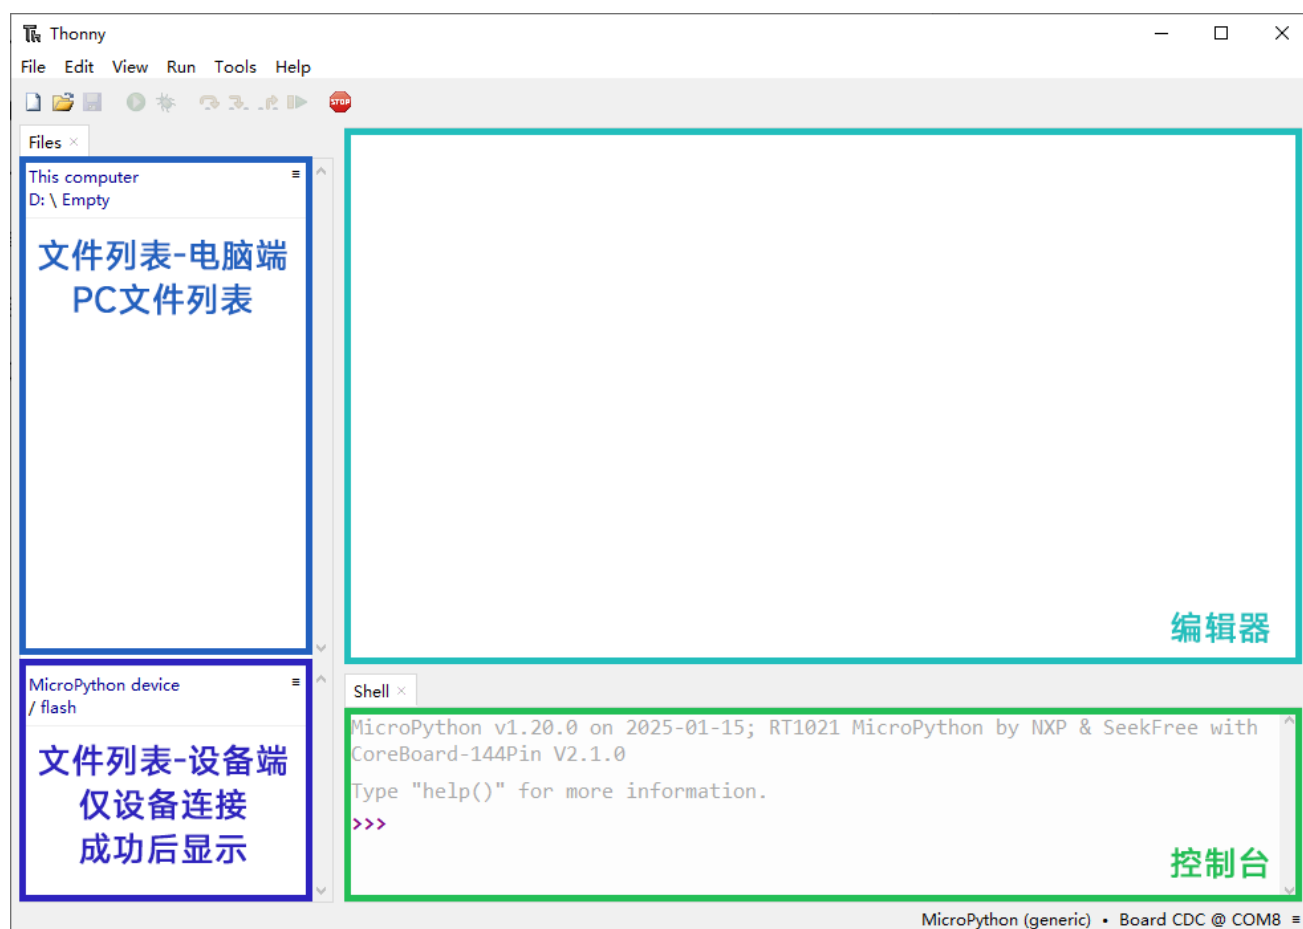 Thonny
File Edit View Run Tools Help
STOP
Files
This computer
D: \ Empty
文件列表-电脑端
PC文件列表
编辑器
MicroPython device
/ flash
文件列表-设备端
仅设备连接
成功后显示
Shell
MicroPython v1.20.0 on 2025-01-15; RT1021 MicroPython by NXP & SeekFree with
CoreBoard-144Pin V2.1.0
Type "help()" for more information.
>>>
控制台
MicroPython (generic) • Board CDC @ COM8 ≡